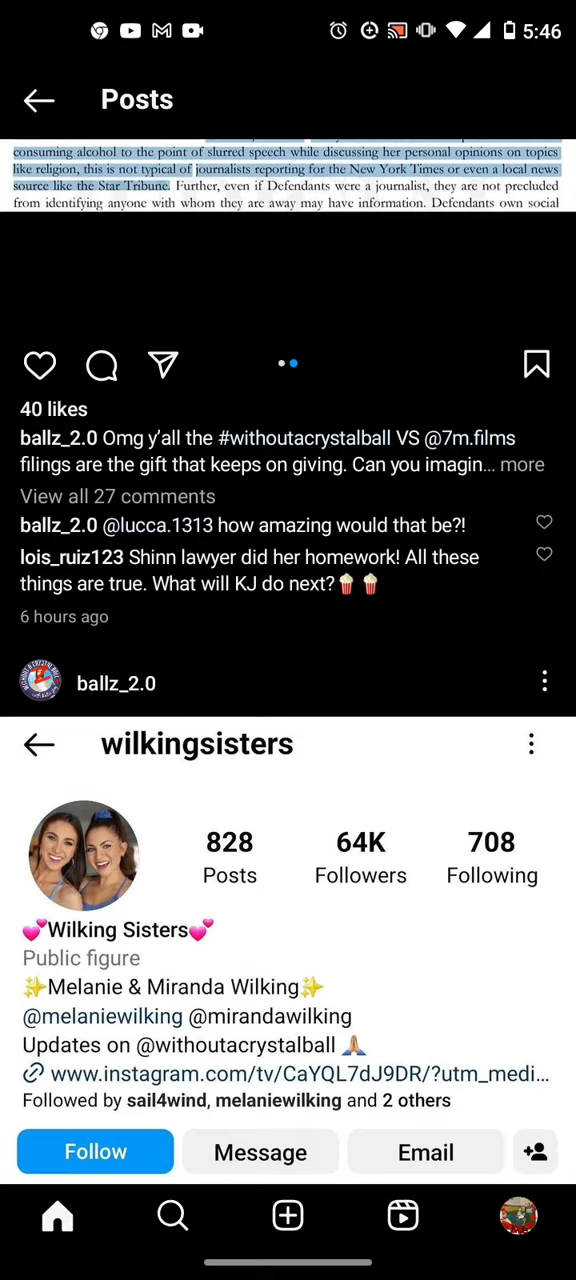 5:46
Posts
consuming alcohol to the point of slurred speech while discussing her personal opinions on topics
like religion, this is not typical of journalists reporting for the New York Times or even a local news
source like the Star Tribune. Further, even if Defendants were a journalist, they are not precluded
from identifying anyone with whom they are away may have information. Defendants own social
40 likes
ballz_2.0 Omg y'all the #withoutacrystalball VS @7m.films
filings are the gift that keeps on giving. Can you imagin... more
View all 27 comments
ballz_2.0 @lucca.1313 how amazing would that be?!
lois_ruiz123 Shinn lawyer did her homework! All these
things are true. What will KJ do next?🍿🍿
6 hours ago
ballz_2.0
wilkingsisters
828 64K 708
Posts Followers Following
💕Wilking Sisters💕
Public figure
✨Melanie & Miranda Wilking✨
@melaniewilking @mirandawilking
Updates on @withoutacrystalball 🙏🏽
www.instagram.com/tv/CaYQL7dJ9DR/?utm_medi...
Followed by sail4wind, melaniewilking and 2 others
Follow Message Email